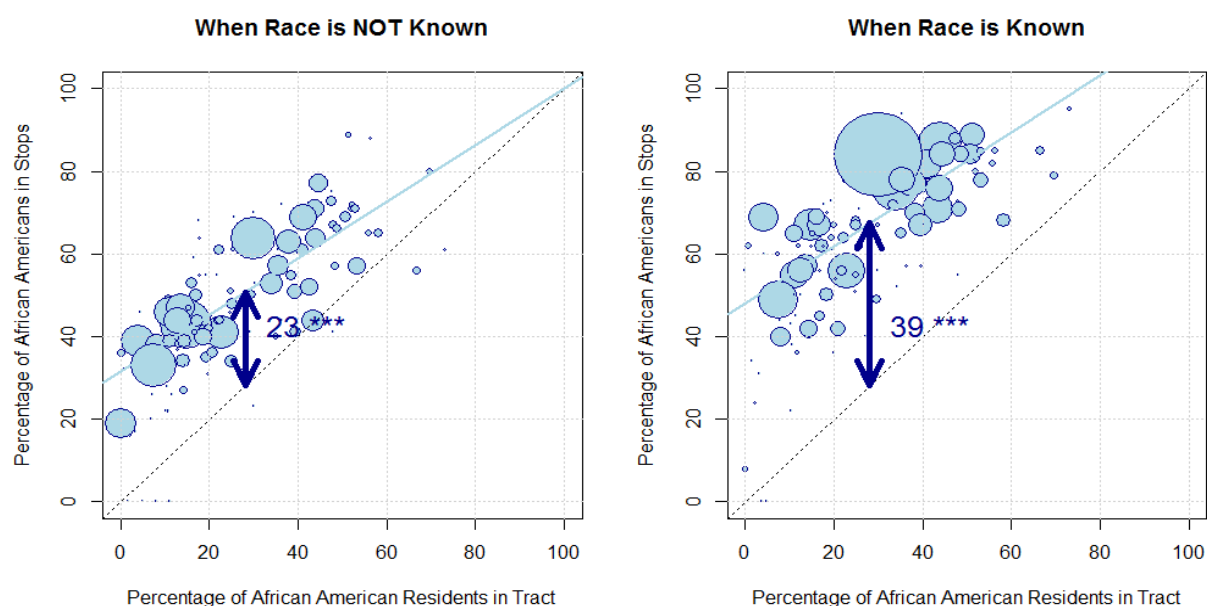 When Race is NOT Known
Percentage of African Americans in Stops
100
80
60
40
20
0
23 ***
0 20 40 60 80 100
Percentage of African American Residents in Tract
When Race is Known
Percentage of African Americans in Stops
100
80
60
40
20
0
39 ***
0 20 40 60 80 100
Percentage of African American Residents in Tract